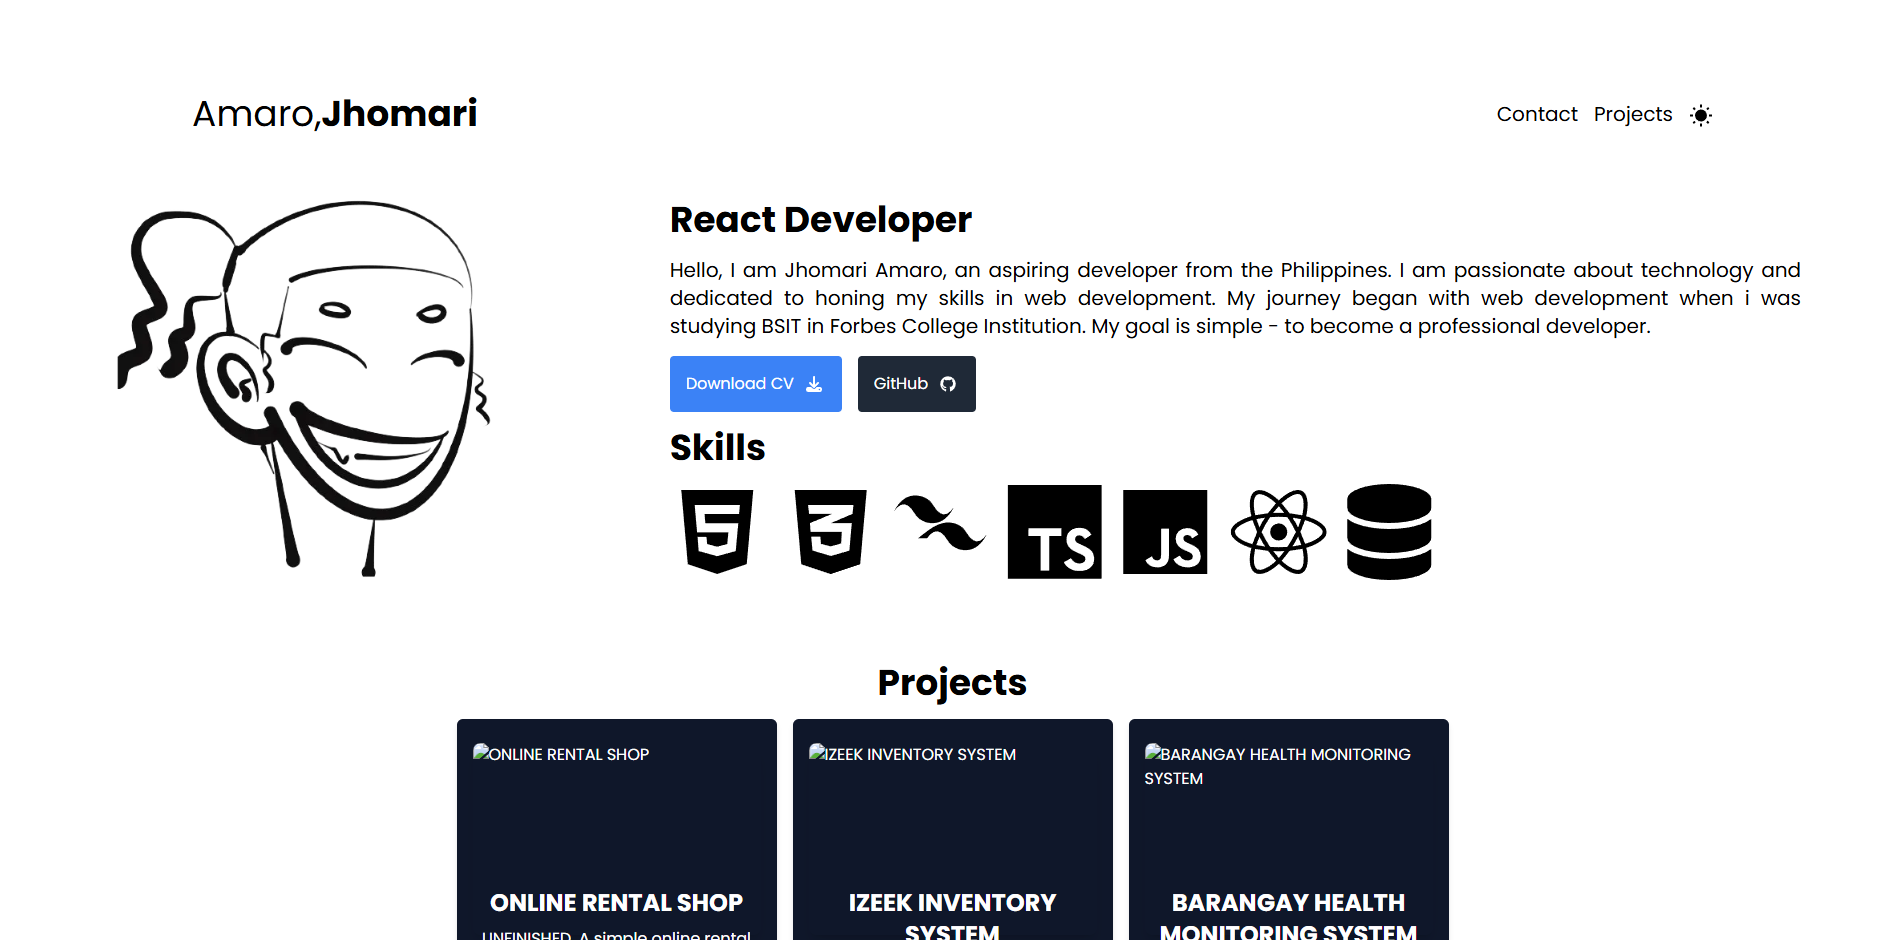 Amaro,Jhomari
Contact Projects
React Developer
Hello, I am Jhomari Amaro, an aspiring developer from the Philippines. I am passionate about technology and
dedicated to honing my skills in web development. My journey began with web development when i was
studying BSIT in Forbes College Institution. My goal is simple - to become a professional developer.
Download CV GitHub
Skills
5 3 TS JS
Projects
ONLINE RENTAL SHOP
IZEEK INVENTORY SYSTEM
BARANGAY HEALTH MONITORING
SYSTEM
ONLINE RENTAL SHOP
UNFINISHED. A simple online rental
IZEEK INVENTORY
SYSTEM
BARANGAY HEALTH
MONITORING SYSTEM